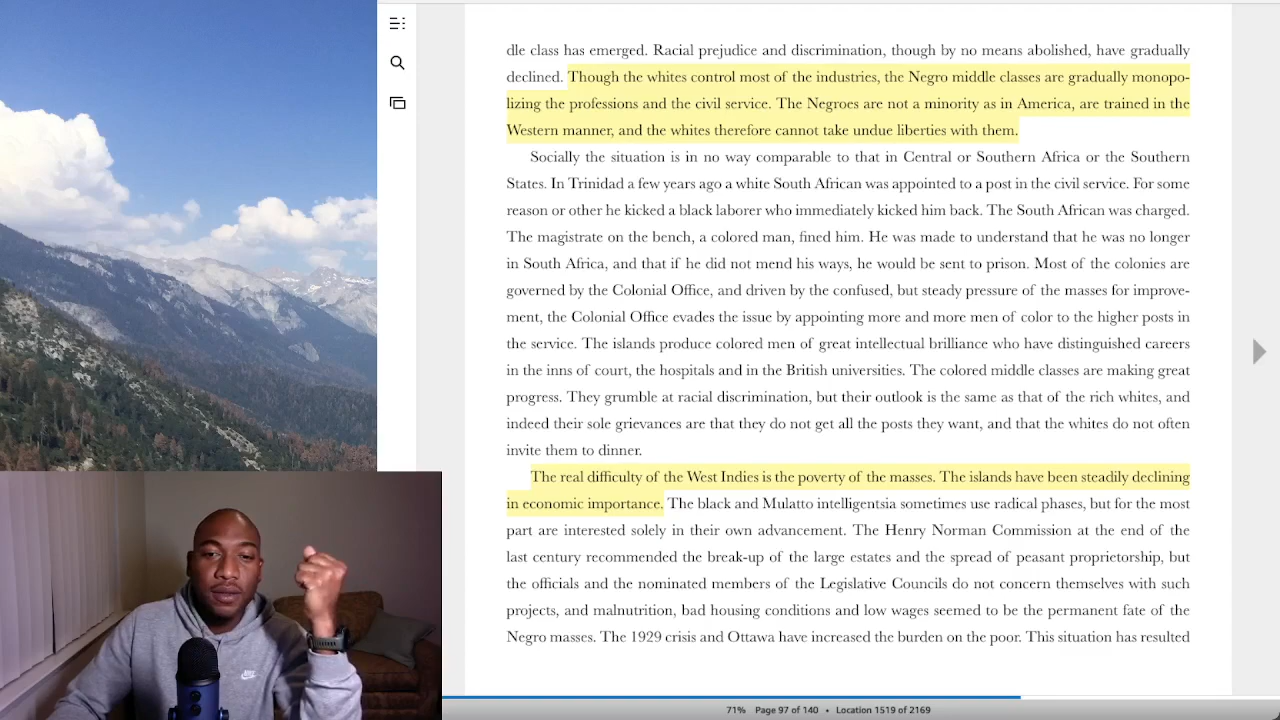 dle class has emerged. Racial prejudice and discrimination, though by no means abolished, have gradually
declined. Though the whites control most of the industries, the Negro middle classes are gradually monopo-
lizing the professions and the civil service. The Negroes are not a minority as in America, are trained in the
Western manner, and the whites therefore cannot take undue liberties with them.
Socially the situation is in no way comparable to that in Central or Southern Africa or the Southern
States. In Trinidad a few years ago a white South African was appointed to a post in the civil service. For some
reason or other he kicked a black laborer who immediately kicked him back. The South African was charged.
The magistrate on the bench, a colored man, fined him. He was made to understand that he was no longer
in South Africa, and that if he did not mend his ways, he would be sent to prison. Most of the colonies are
governed by the Colonial Office, and driven by the confused, but steady pressure of the masses for improve-
ment, the Colonial Office evades the issue by appointing more and more men of color to the higher posts in
the service. The islands produce colored men of great intellectual brilliance who have distinguished careers
in the inns of court, the hospitals and in the British universities. The colored middle classes are making great
progress. They grumble at racial discrimination, but their outlook is the same as that of the rich whites, and
indeed their sole grievances are that they do not get all the posts they want, and that the whites do not often
invite them to dinner.
The real difficulty of the West Indies is the poverty of the masses. The islands have been steadily declining
in economic importance. The black and Mulatto intelligentsia sometimes use radical phases, but for the most
part are interested solely in their own advancement. The Henry Norman Commission at the end of the
last century recommended the break-up of the large estates and the spread of peasant proprietorship, but
the officials and the nominated members of the Legislative Councils do not concern themselves with such
projects, and malnutrition, bad housing conditions and low wages seemed to be the permanent fate of the
Negro masses. The 1929 crisis and Ottawa have increased the burden on the poor. This situation has resulted
71% Page 97 of 140 • Location 1519 of 2169